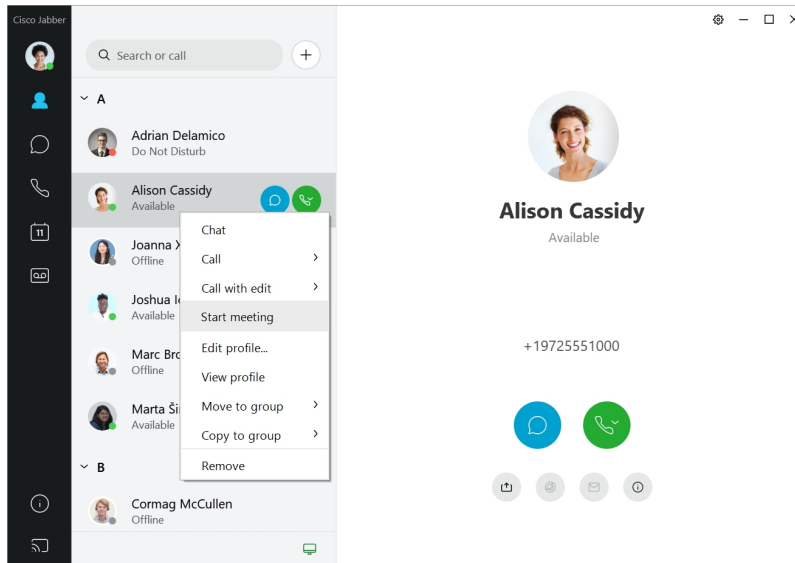 Cisco Jabber
Search or call
A
Adrian Delamico
Do Not Disturb
Alison Cassidy
Available
Joanna
Offline
Joshua
Available
Marc
Offline
Marta
Available
B
Cormag McCullen
Offline
11
Chat
Call
Call with edit
Start meeting
Edit profile...
View profile
Move to group
Copy to group
Remove
Alison Cassidy
Available
+19725551000